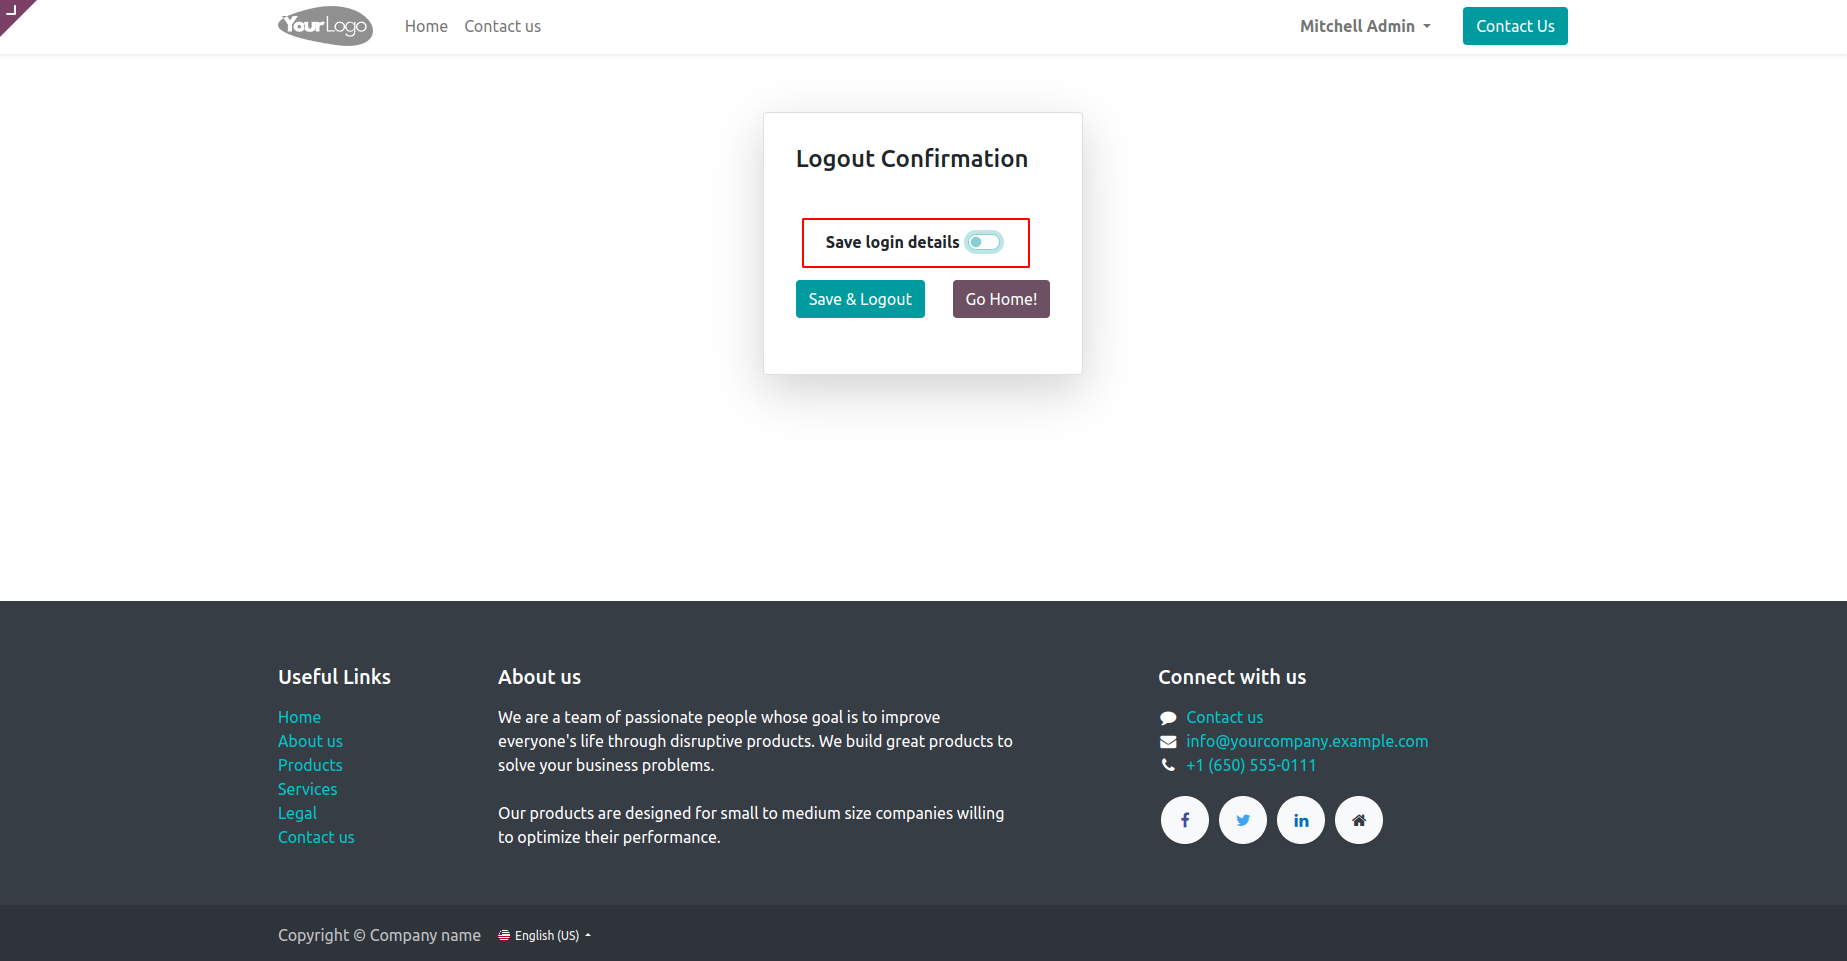 YourLogo Home Contact us Mitchell Admin Contact Us
Logout Confirmation
Save login details
Save & Logout Go Home!
Useful Links
Home
About us
Products
Services
Legal
Contact us
About us
We are a team of passionate people whose goal is to improve
everyone's life through disruptive products. We build great products to
solve your business problems.
Our products are designed for small to medium size companies willing
to optimize their performance.
Connect with us
Contact us
info@yourcompany.example.com
+1 (650) 555-0111
Copyright © Company name English (US)